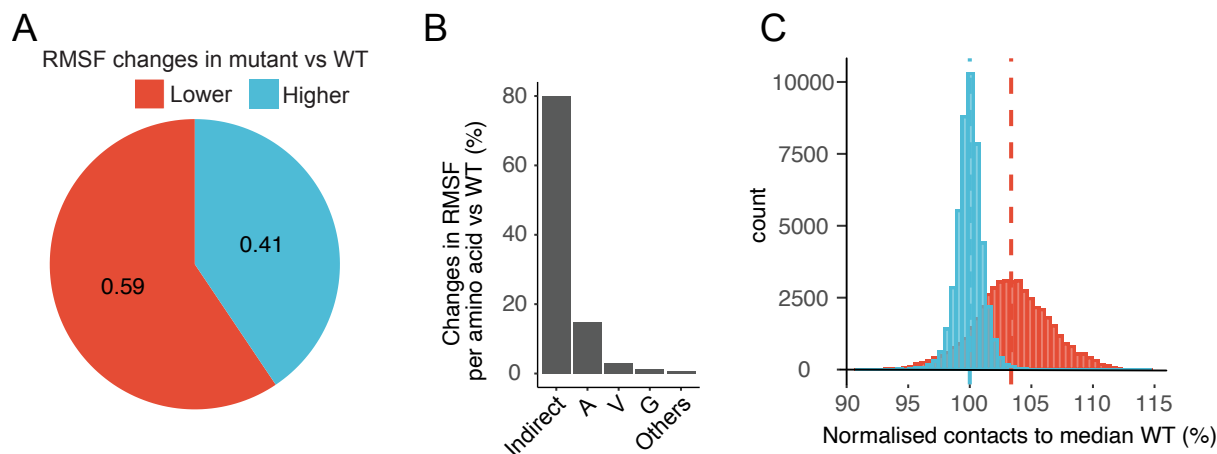 A
RMSF changes in mutant vs WT
Lower
Higher
0.41
0.59
B
Changes in RMSF
per amino acid vs WT (%)
80
60
40
20
0
Indirect
A
V
G
Others
C
count
10000
7500
5000
2500
0
90
95
100
105
110
115
Normalised contacts to median WT (%)